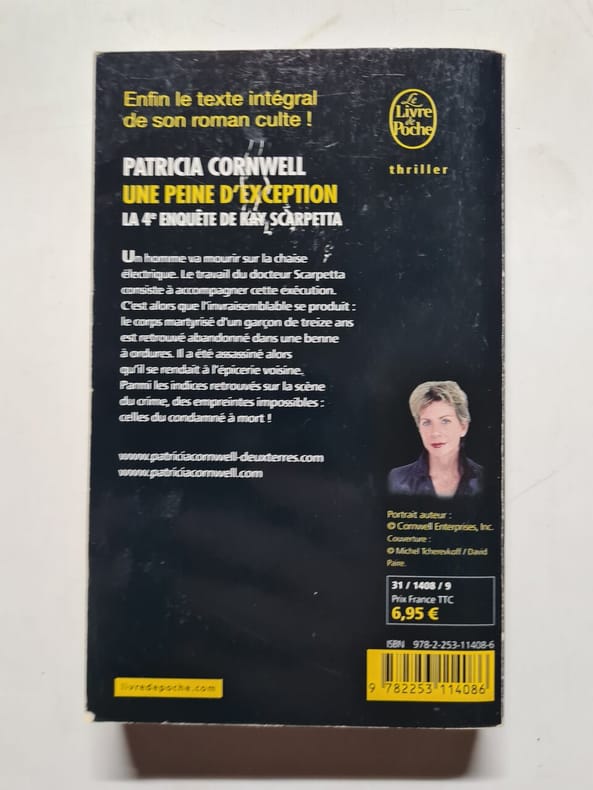 Enfin le texte intégral
de son roman culte !
Le
Livre
de
Poche
thriller
PATRICIA CORNWELL
UNE PEINE D'EXCEPTION
LA 4e ENQUÊTE DE KAY SCARPETTA
Un homme va mourir sur la chaise
électrique. Le travail du docteur Scarpetta
consiste à accompagner cette exécution.
C'est alors que l'invraisemblable se produit :
le corps martyrisé d'un garçon de treize ans
est retrouvé abandonné dans une benne
à ordures. Il a été assassiné alors
qu'il se rendait à l'épicerie voisine.
Parmi les indices retrouvés sur la scène
du crime, des empreintes impossibles :
celles du condamné à mort !
www.patriciacornwell-deuxterres.com
www.patriciacornwell.com
Portrait auteur :
© Cornwell Enterprises, Inc.
Couverture :
© Michel Tcherevkoff / David
Paire.
31 / 1408 / 9
Prix France TTC
6,95 €
ISBN 978-2-253-11408-6
9 782253 114086
livredepoche.com